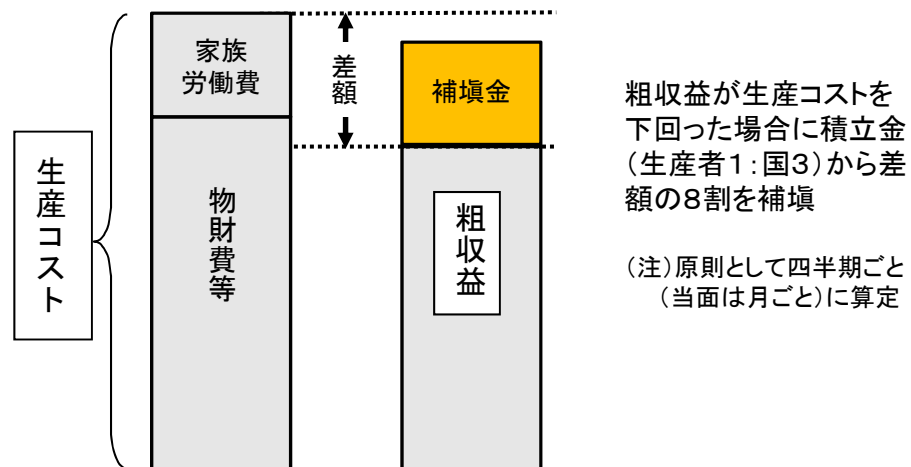 生産コスト
家族
労働費
物財費等
差額
補塡金
粗収益
粗収益が生産コストを
下回った場合に積立金
（生産者１：国３）から差
額の８割を補塡
（注）原則として四半期ごと
（当面は月ごと）に算定